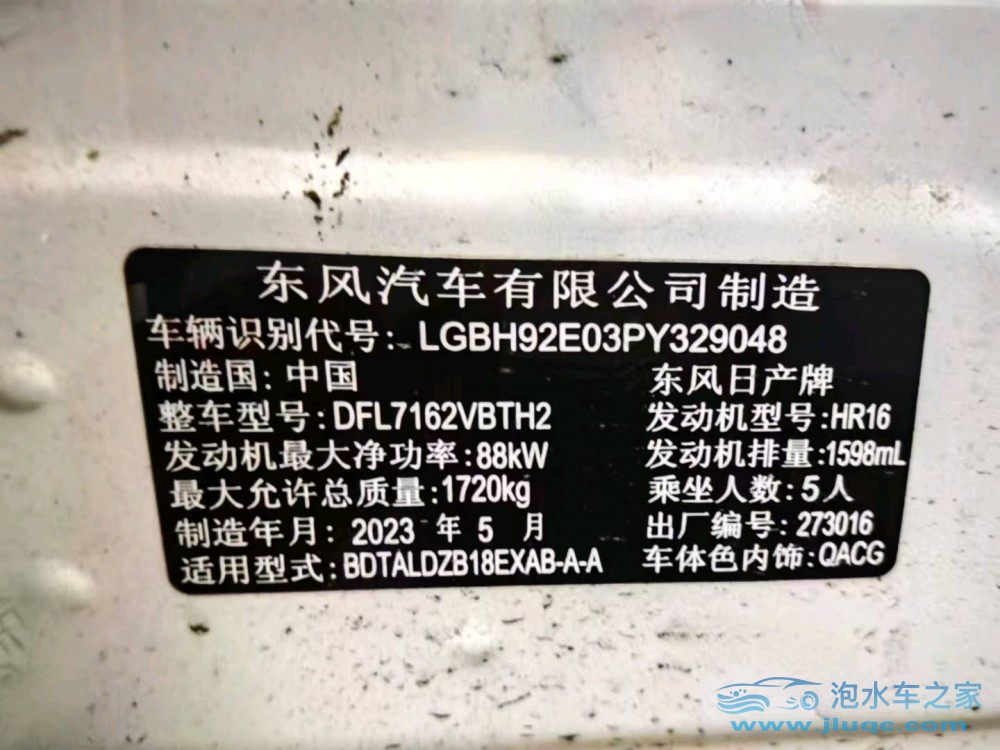 东风汽车有限公司制造
车辆识别代号: LGBH92E03PY329048
制造国: 中国 东风日产牌
整车型号: DFL7162VBTH2 发动机型号:HR16
发动机最大净功率:88kW 发动机排量:1598mL
最大允许总质量:1720kg 乘坐人数:5人
制造年月: 2023 年 5 月 出厂编号: 273016
适用型式:BDTALDZB18EXAB-A-A 车体色内饰:QACG
泡水车之家
www.jluqc.com